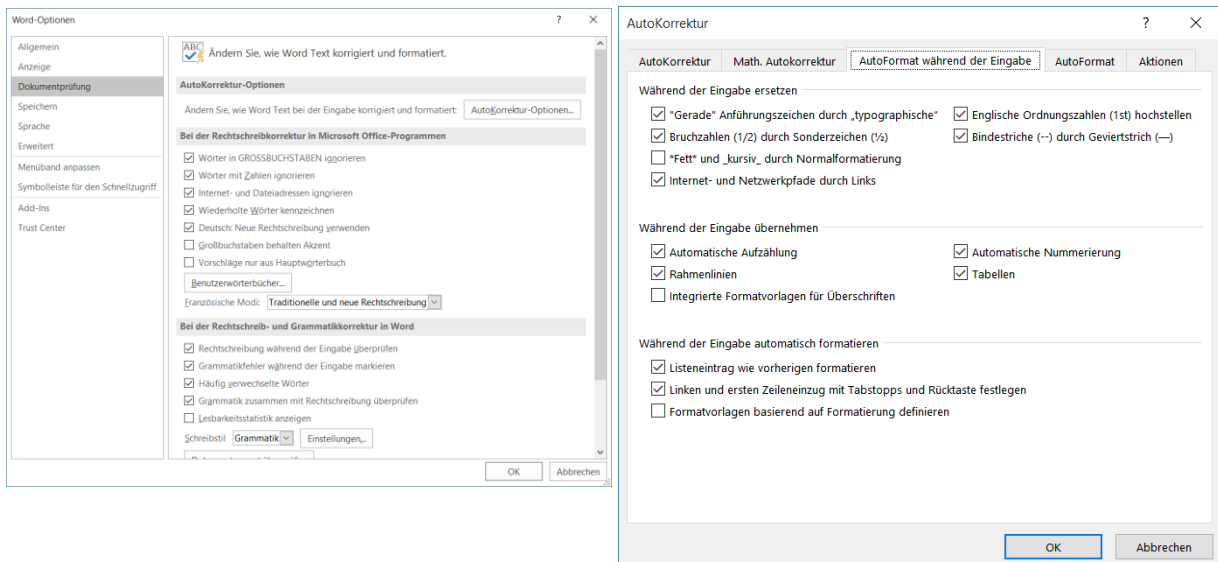 Word-Optionen
Allgemein
Anzeige
Dokumentprüfung
Speichern
Sprache
Erweitert
Menüband anpassen
Symbolleiste für den Schnellzugriff
Add-Ins
Trust Center
ABC
Ändern Sie, wie Word Text korrigiert und formatiert.
AutoKorrektur-Optionen
Ändern Sie, wie Word Text bei der Eingabe korrigiert und formatiert: AutoKorrektur-Optionen...
Bei der Rechtschreibkorrektur in Microsoft Office-Programmen
Wörter in GROSSBUCHSTABEN ignorieren
Wörter mit Zahlen ignorieren
Internet- und Dateiadressen ignorieren
Wiederholte Wörter kennzeichnen
Deutsch: Neue Rechtschreibung verwenden
Großbuchstaben behalten Akzent
Vorschläge nur aus Hauptwörterbuch
Benutzerwörterbücher...
Französische Modi: Traditionelle und neue Rechtschreibung
Bei der Rechtschreib- und Grammatikkorrektur in Word
Rechtschreibung während der Eingabe überprüfen
Grammatikfehler während der Eingabe markieren
Häufig verwechselte Wörter
Grammatik zusammen mit Rechtschreibung überprüfen
Lesbarkeitsstatistik anzeigen
Schreibstil Grammatik Einstellungen...
OK Abbrechen
AutoKorrektur
AutoKorrektur Math. Autokorrektur AutoFormat während der Eingabe AutoFormat Aktionen
Während der Eingabe ersetzen
"Gerade" Anführungszeichen durch „typographische“ Englische Ordnungszahlen (1st) hochstellen
Bruchzahlen (1/2) durch Sonderzeichen (½) Bindestriche (--) durch Geviertstrich (—)
*Fett* und _kursiv_ durch Normalformatierung
Internet- und Netzwerkpfade durch Links
Während der Eingabe übernehmen
Automatische Aufzählung Automatische Nummerierung
Rahmenlinien Tabellen
Integrierte Formatvorlagen für Überschriften
Während der Eingabe automatisch formatieren
Listeneintrag wie vorherigen formatieren
Linken und ersten Zeileneinzug mit Tabstopps und Rücktaste festlegen
Formatvorlagen basierend auf Formatierung definieren
OK Abbrechen